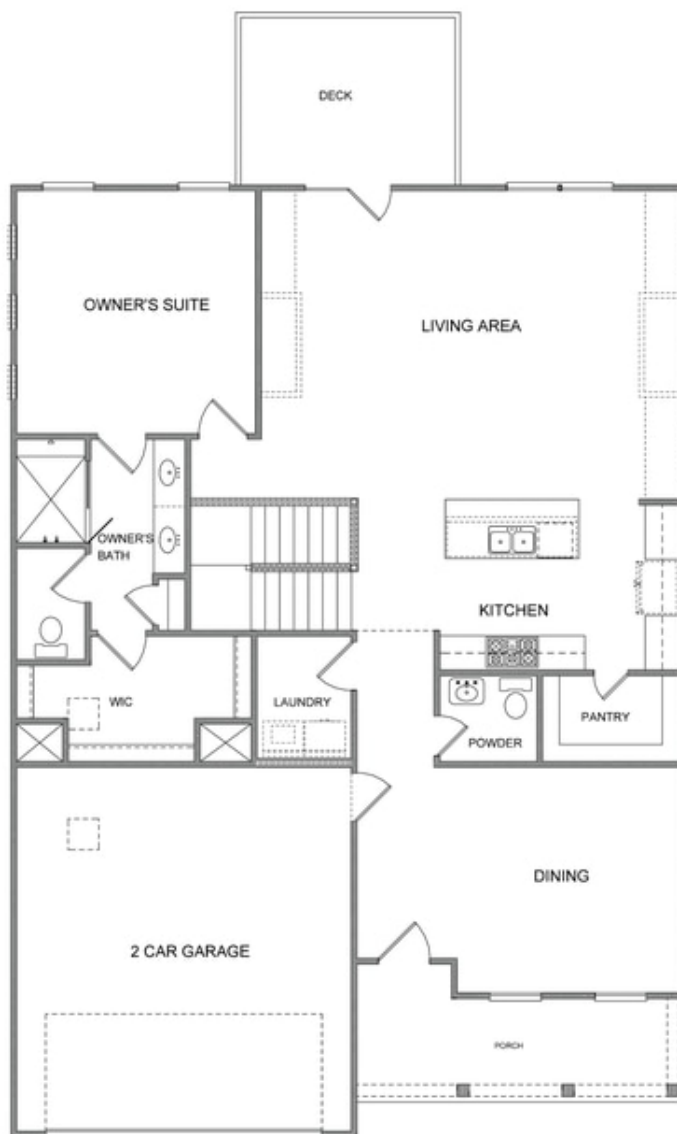 DECK
OWNER'S SUITE
LIVING AREA
OWNER'S
BATH
KITCHEN
WIC
LAUNDRY
POWDER
PANTRY
DINING
2 CAR GARAGE
PORCH